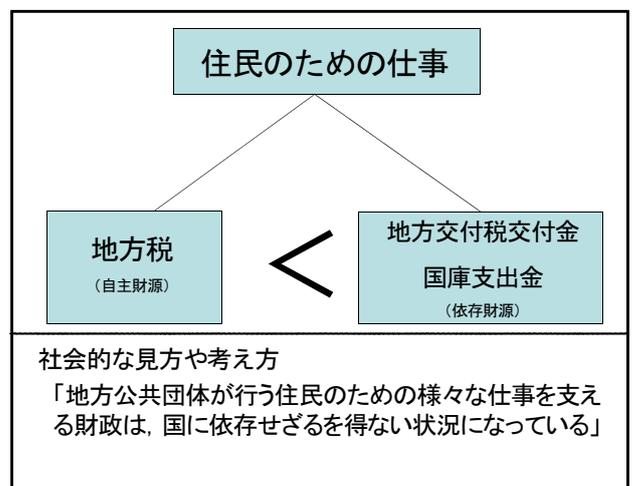 住民のための仕事
地方税
（自主財源）
＜
地方交付税交付金
国庫支出金
（依存財源）
社会的な見方や考え方
「地方公共団体が行う住民のための様々な仕事を支え
る財政は，国に依存せざるを得ない状況になっている」